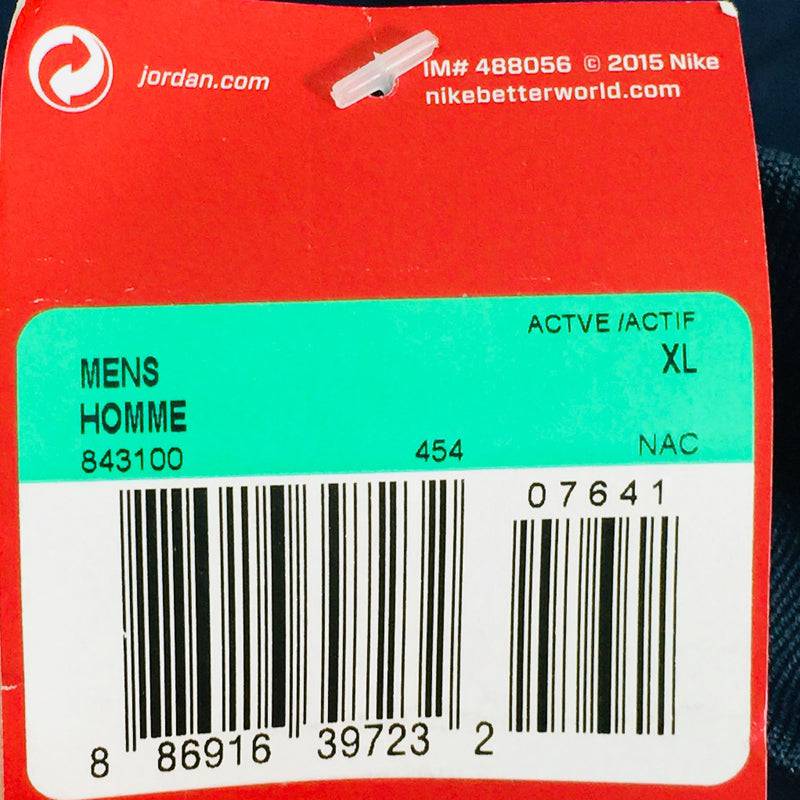 jordan.com
IM# 488056 © 2015 Nike
nikebetterworld.com
ACTVE /ACTIF
XL
MENS
HOMME
843100 454 NAC
07641
8 86916 39723 2